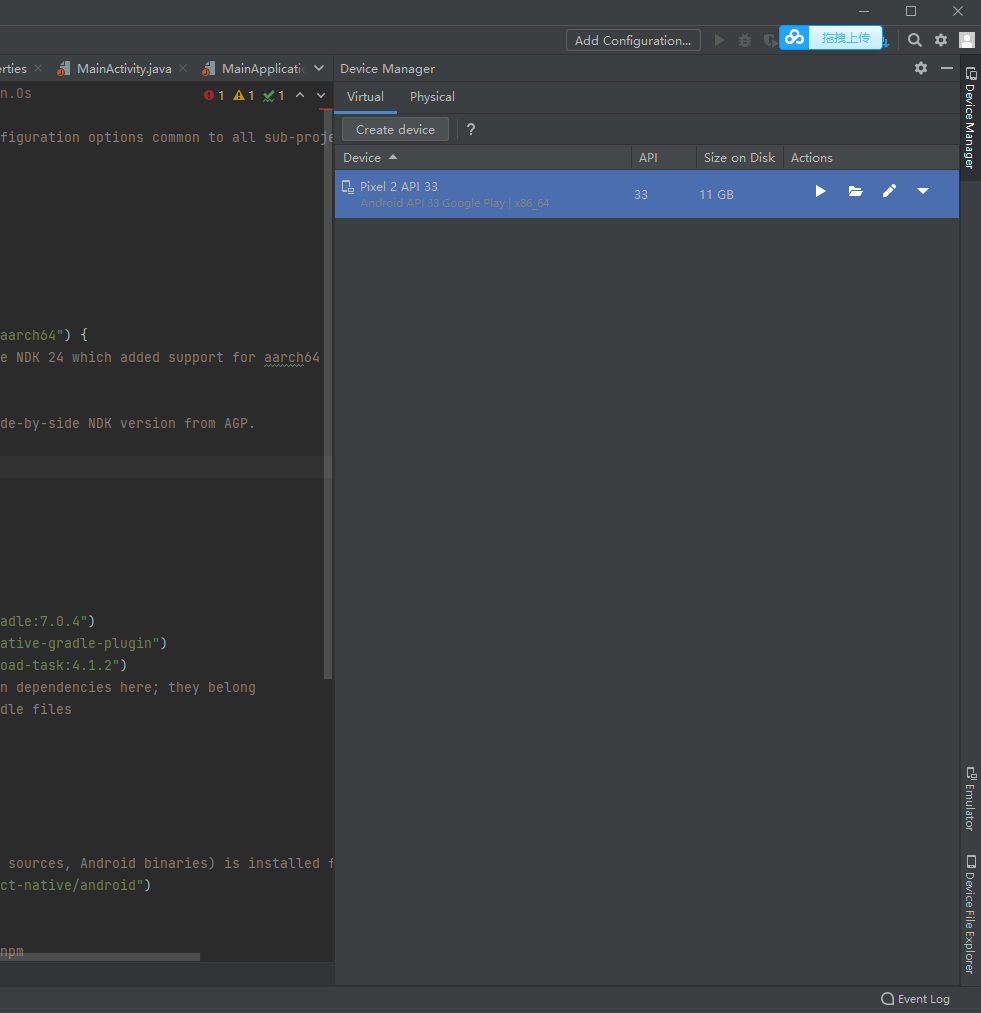 Add Configuration...
拖拽上传
erties
MainActivity.java
MainApplicati
Device Manager
n.Os
1 1 1
Virtual
Physical
figuration options common to all sub-proje
Create device
?
Device
API
Size on Disk
Actions
Pixel 2 API 33
Android API 33 Google Play | x86_64
33
11 GB
aarch64") {
e NDK 24 which added support for aarch64
de-by-side NDK version from AGP.
adle:7.0.4")
ative-gradle-plugin")
oad-task:4.1.2")
n dependencies here; they belong
dle files
sources, Android binaries) is installed f
ct-native/android")
npm
Device Manager
Emulator
Device File Explorer
Event Log